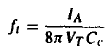 f_t = I_A / (8π V_T C_c)